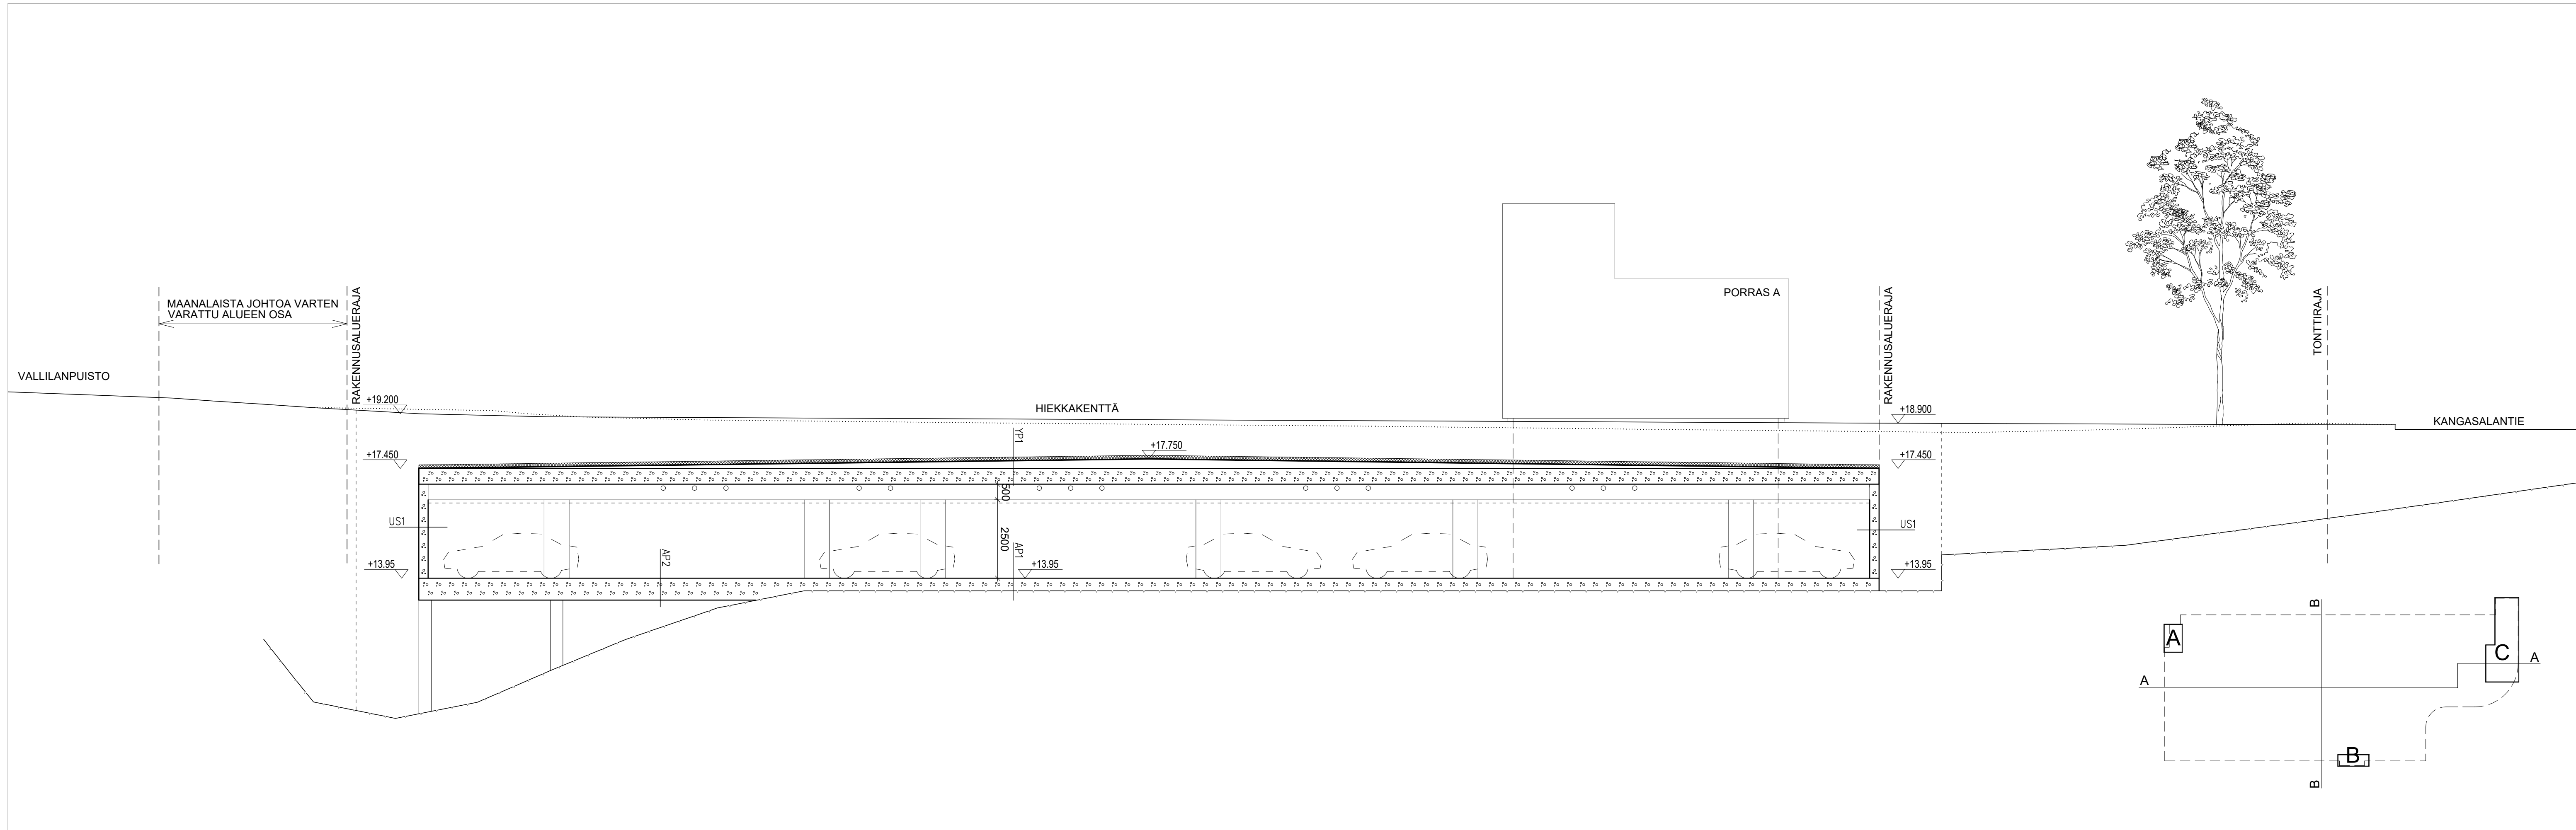 MAANALAISTA JOHTOA VARTEN
VARATTU ALUEEN OSA
RAKENNUSALUERAJA
VALLILANPUISTO
+19.200
HIEKKAKENTTÄ
PORRAS A
RAKENNUSALUERAJA
TONTTIRAJA
+18.900
KANGASALANTIE
YP1
+17.450
+17.750
+17.450
500
US1
2500
US1
AP2
AP1
+13.95
+13.95
+13.95
B
A
C
A
A
B
B